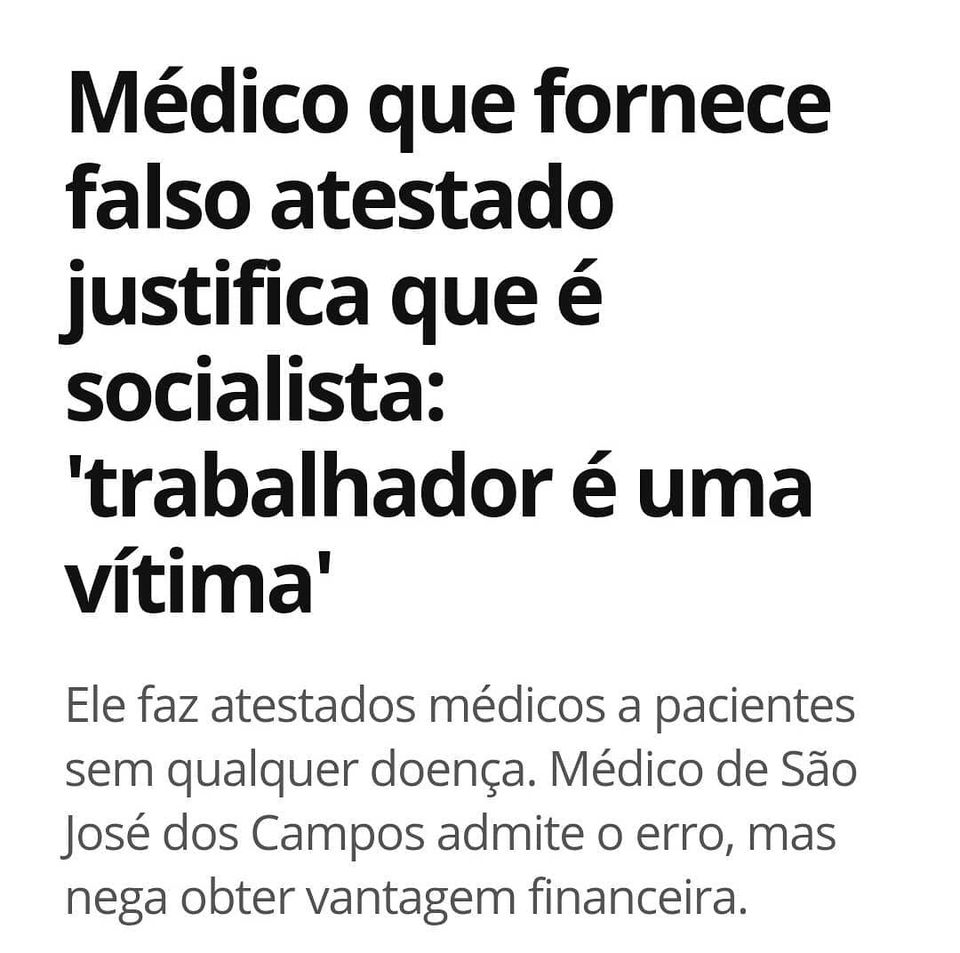 Médico que fornece
falso atestado
justifica que é
socialista:
'trabalhador é uma
vítima'
Ele faz atestados médicos a pacientes
sem qualquer doença. Médico de São
José dos Campos admite o erro, mas
nega obter vantagem financeira.